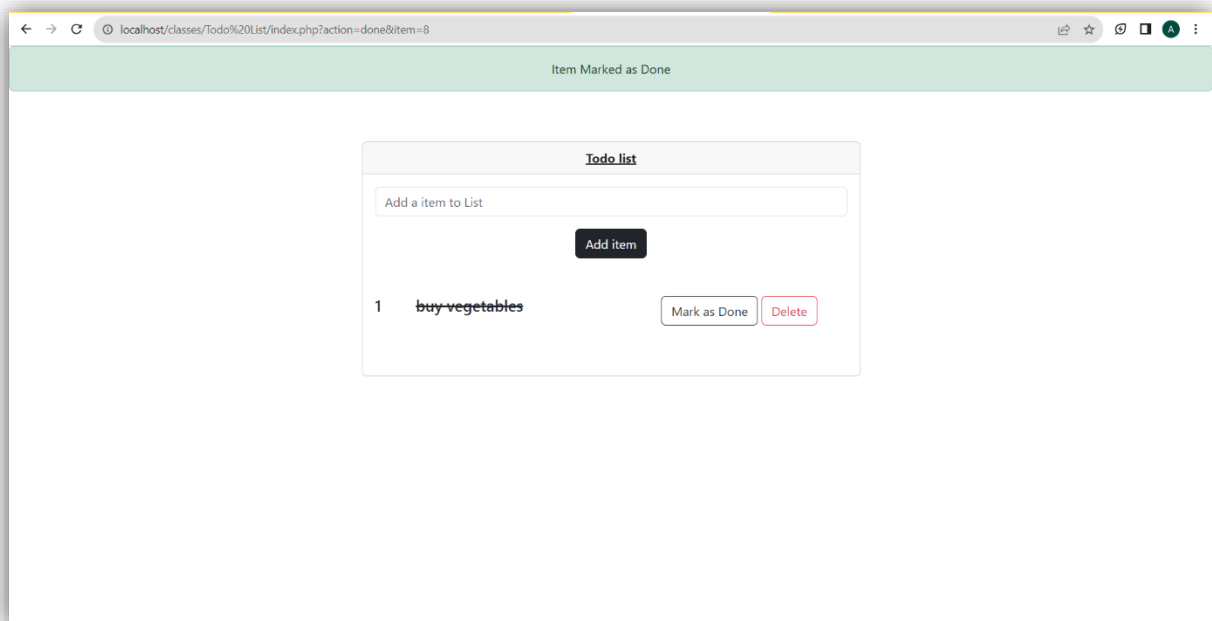 localhost/classes/Todo%20List/index.php?action=done&item=8
A
Item Marked as Done
Todo list
Add a item to List
Add item
1 buy vegetables Mark as Done Delete